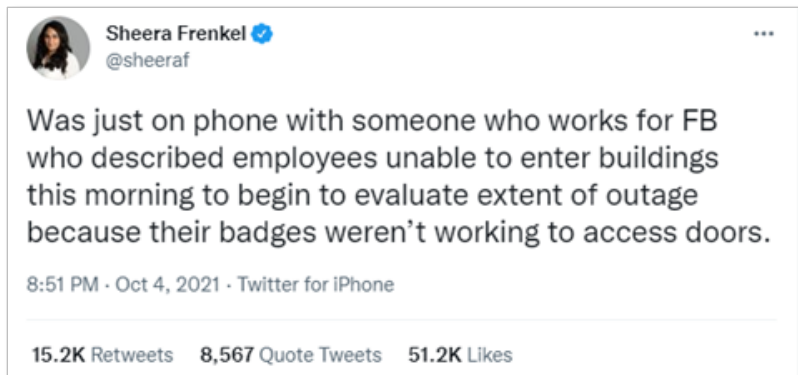 Sheera Frenkel
@sheeraf
Was just on phone with someone who works for FB
who described employees unable to enter buildings
this morning to begin to evaluate extent of outage
because their badges weren’t working to access doors.
8:51 PM · Oct 4, 2021 · Twitter for iPhone
15.2K Retweets 8,567 Quote Tweets 51.2K Likes